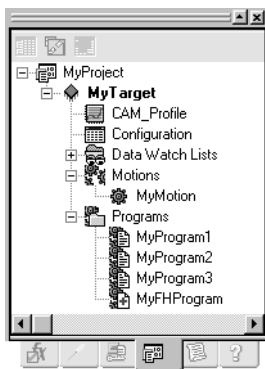 MyProject
MyTarget
CAM_Profile
Configuration
Data Watch Lists
Motions
MyMotion
Programs
MyProgram1
MyProgram2
MyProgram3
MyFHProgram